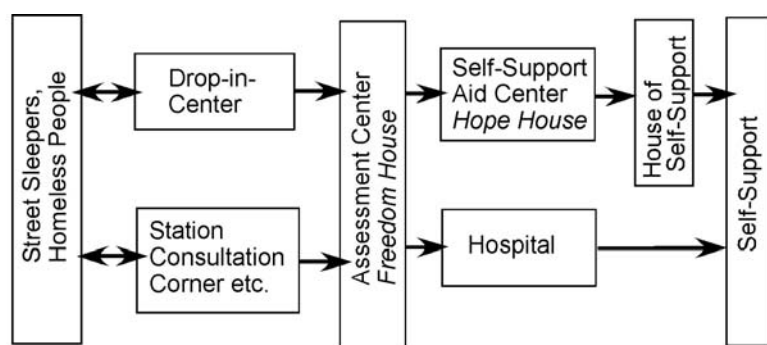 Street Sleepers,
Homeless People
Drop-in-
Center
Station
Consultation
Corner etc.
Assessment Center
Freedom House
Self-Support
Aid Center
Hope House
Hospital
House of
Self-Support
Self-Support